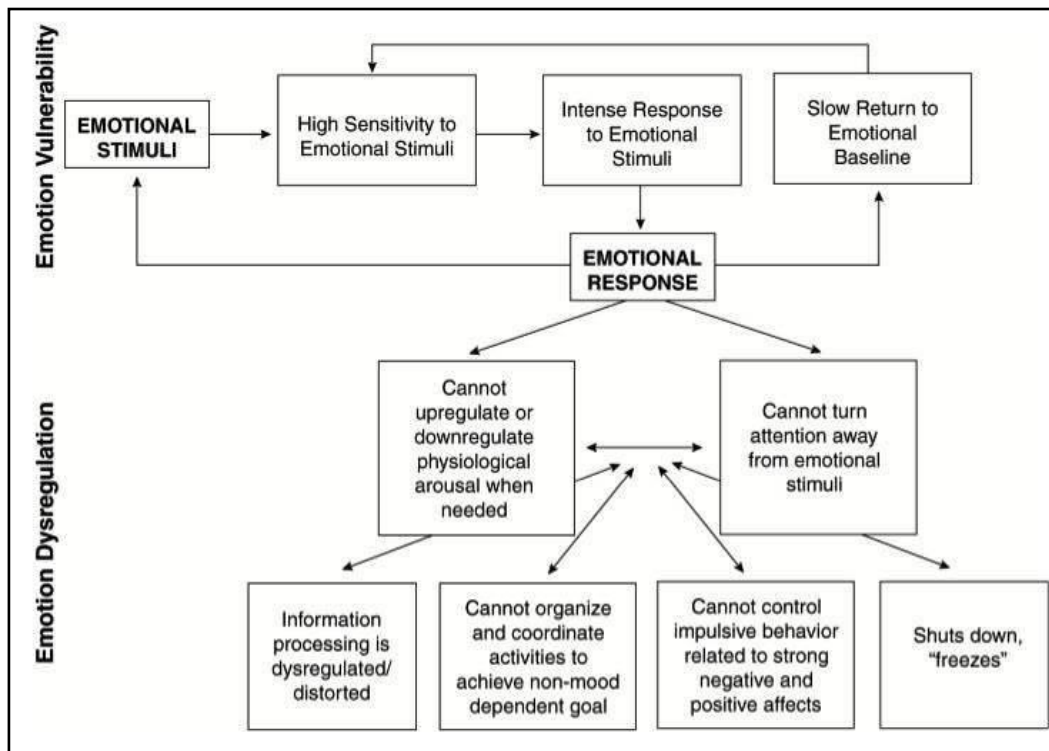 Emotion Vulnerability
EMOTIONAL
STIMULI
High Sensitivity to
Emotional Stimuli
Intense Response
to Emotional
Stimuli
Slow Return to
Emotional
Baseline
EMOTIONAL
RESPONSE
Emotion Dysregulation
Cannot
upregulate or
downregulate
physiological
arousal when
needed
Cannot turn
attention away
from emotional
stimuli
Information
processing is
dysregulated/
distorted
Cannot organize
and coordinate
activities to
achieve non-mood
dependent goal
Cannot control
impulsive behavior
related to strong
negative and
positive affects
Shuts down,
“freezes”